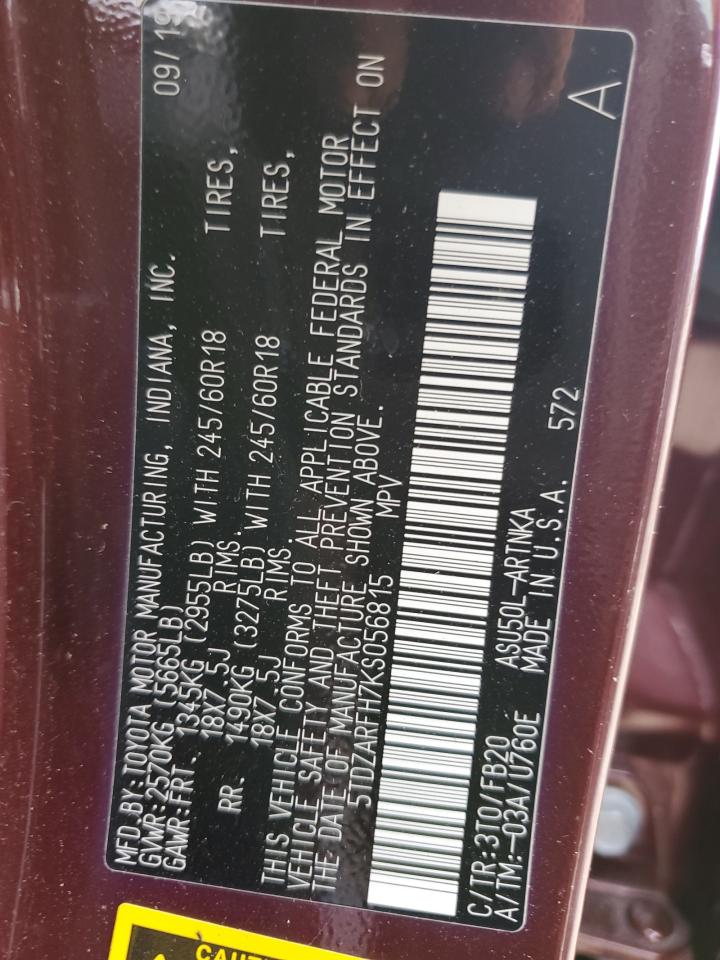 MFD BY:TOYOTA MOTOR MANUFACTURING, INDIANA, INC. 09/19
GVWR:2570KG (5665LB)
GAWR:FRT. 1345KG (2955LB) WITH 245/60R18 TIRES,
18X7.5J RIMS.
RR. 1490KG (3275LB) WITH 245/60R18 TIRES,
18X7.5J RIMS.
THIS VEHICLE CONFORMS TO ALL APPLICABLE FEDERAL MOTOR
VEHICLE SAFETY AND THEFT PREVENTION STANDARDS IN EFFECT ON
THE DATE OF MANUFACTURE SHOWN ABOVE.
5TDZARFH7KS056815 MPV
C/TR:3T0/FB20 ASU50L-ARTNKA A
A/TM:-03A/U760E MADE IN U.S.A. 572